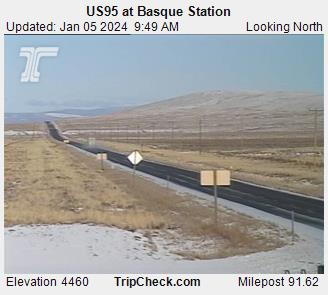 US95 at Basque Station
Updated: Jan 05 2024 9:49 AM Looking North
Elevation 4460 TripCheck.com Milepost 91.62